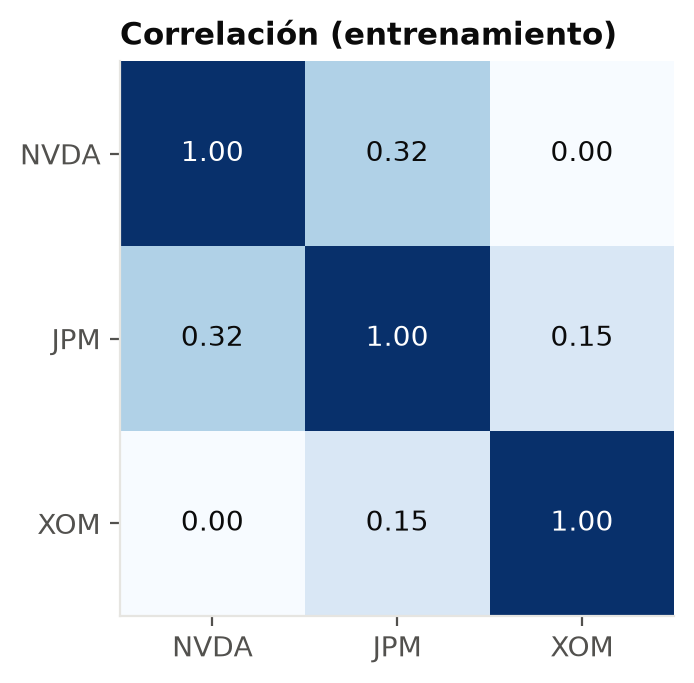 Correlación (entrenamiento)
NVDA 1.00 0.32 0.00
JPM 0.32 1.00 0.15
XOM 0.00 0.15 1.00
NVDA JPM XOM